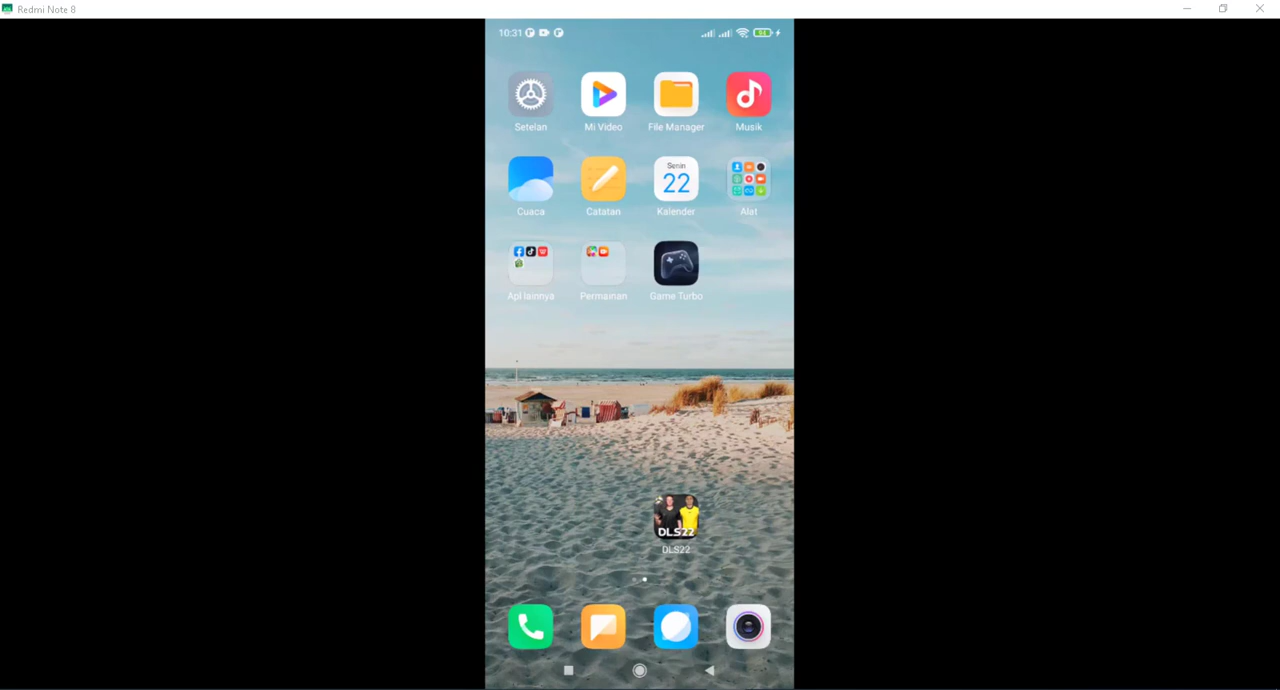 Redmi Note 8
10:31
51
Setelan
Mi Video
File Manager
Musik
Senin
22
Cuaca
Catatan
Kalender
Alat
Apl lainnya
Permainan
Game Turbo
DLS22
DLS22